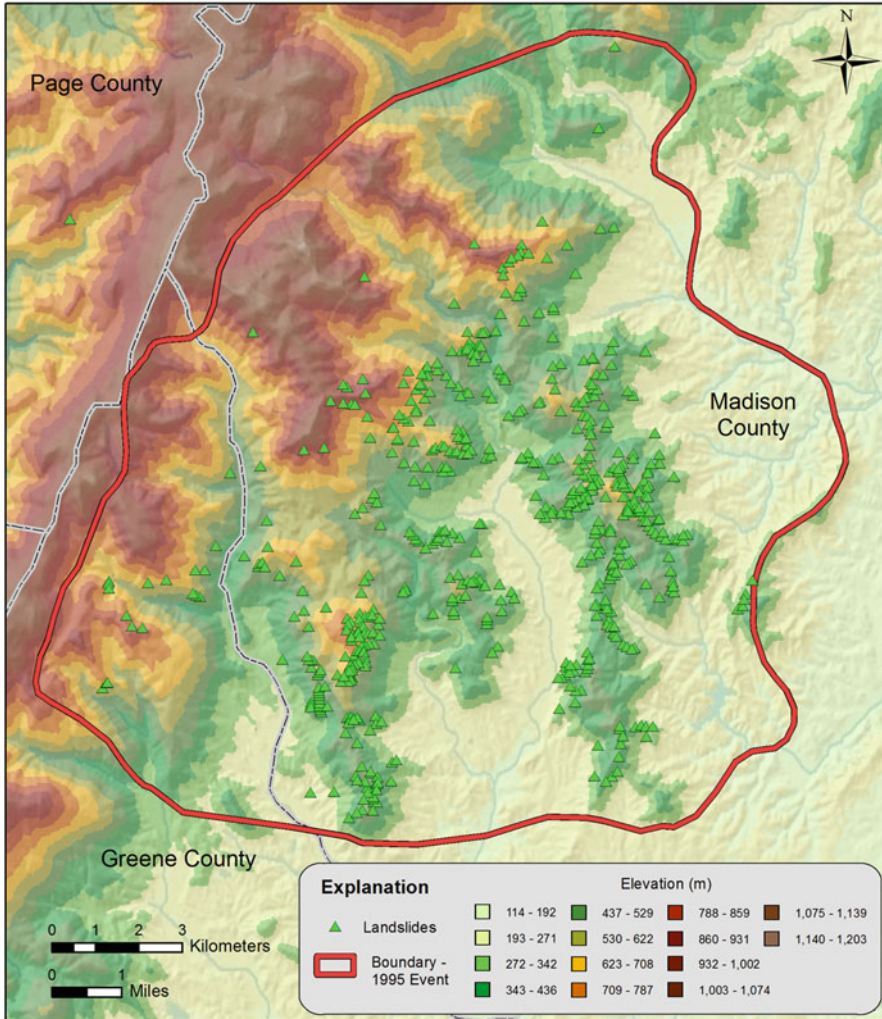 N
Page County
Madison
County
Greene County
0 1 2 3
Kilometers
0 1
Miles
Explanation
Landslides
Boundary -
1995 Event
Elevation (m)
114 - 192
193 - 271
272 - 342
343 - 436
437 - 529
530 - 622
623 - 708
709 - 787
788 - 859
860 - 931
932 - 1,002
1,003 - 1,074
1,075 - 1,139
1,140 - 1,203